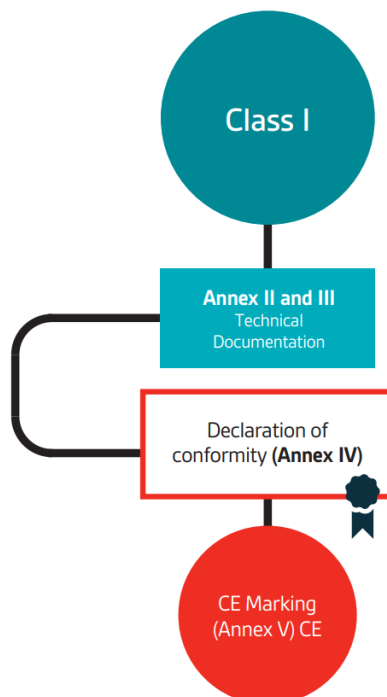 Class I
Annex II and III
Technical
Documentation
Declaration of
conformity (Annex IV)
CE Marking
(Annex V) CE